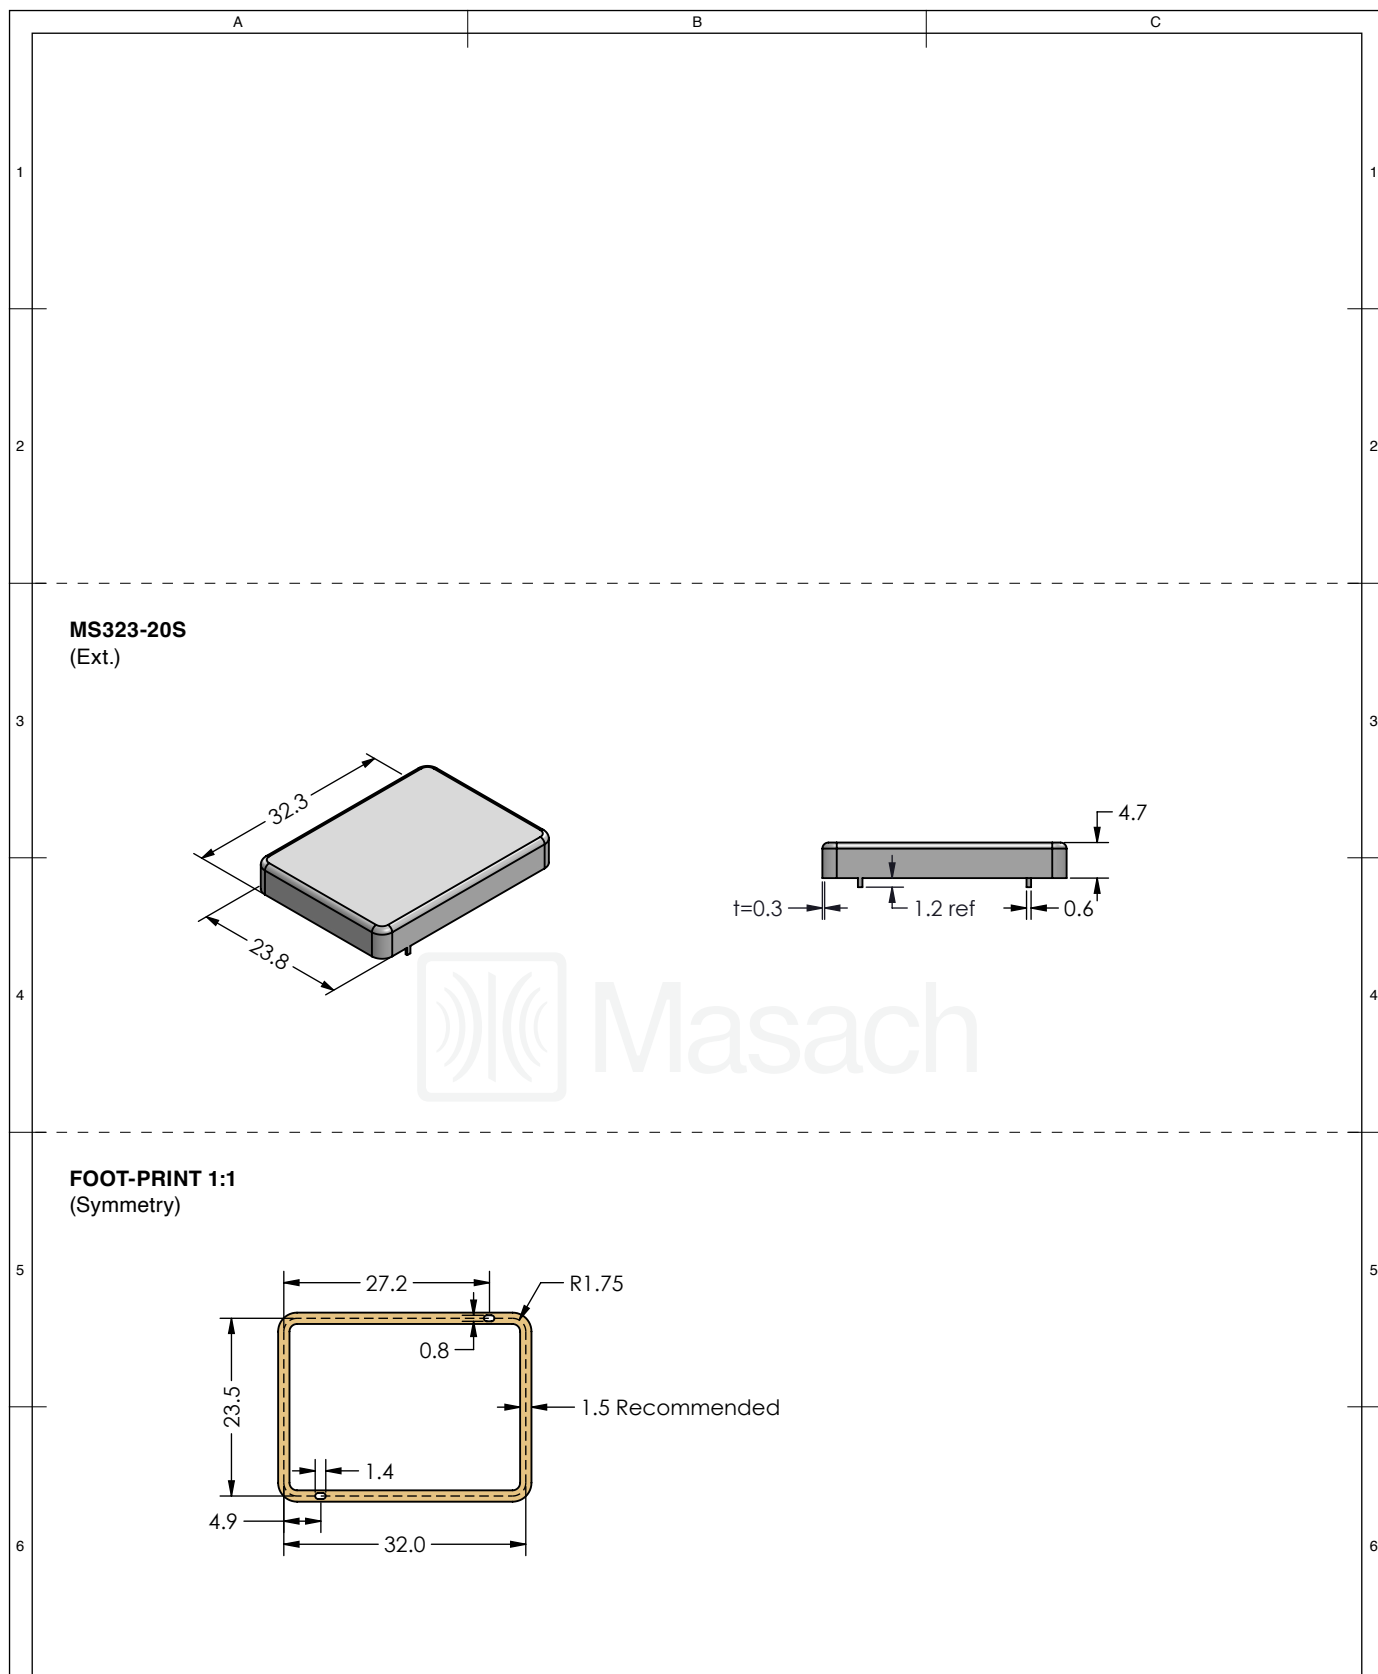 A B C
1 1
2 2
MS323-20S
(Ext.)
3 3
32.3
23.8
4.7
t=0.3
1.2 ref
0.6
4 4
Masach
FOOT-PRINT 1:1
(Symmetry)
5 5
27.2
R1.75
0.8
23.5
1.5 Recommended
1.4
4.9
32.0
6 6